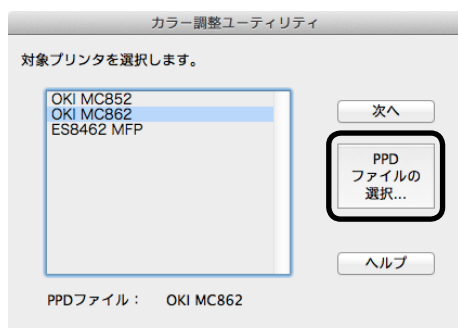 カラー調整ユーティリティ
対象プリンタを選択します。
OKI MC852
OKI MC862
ES8462 MFP
次へ
PPD
ファイルの
選択...
ヘルプ
PPDファイル： OKI MC862